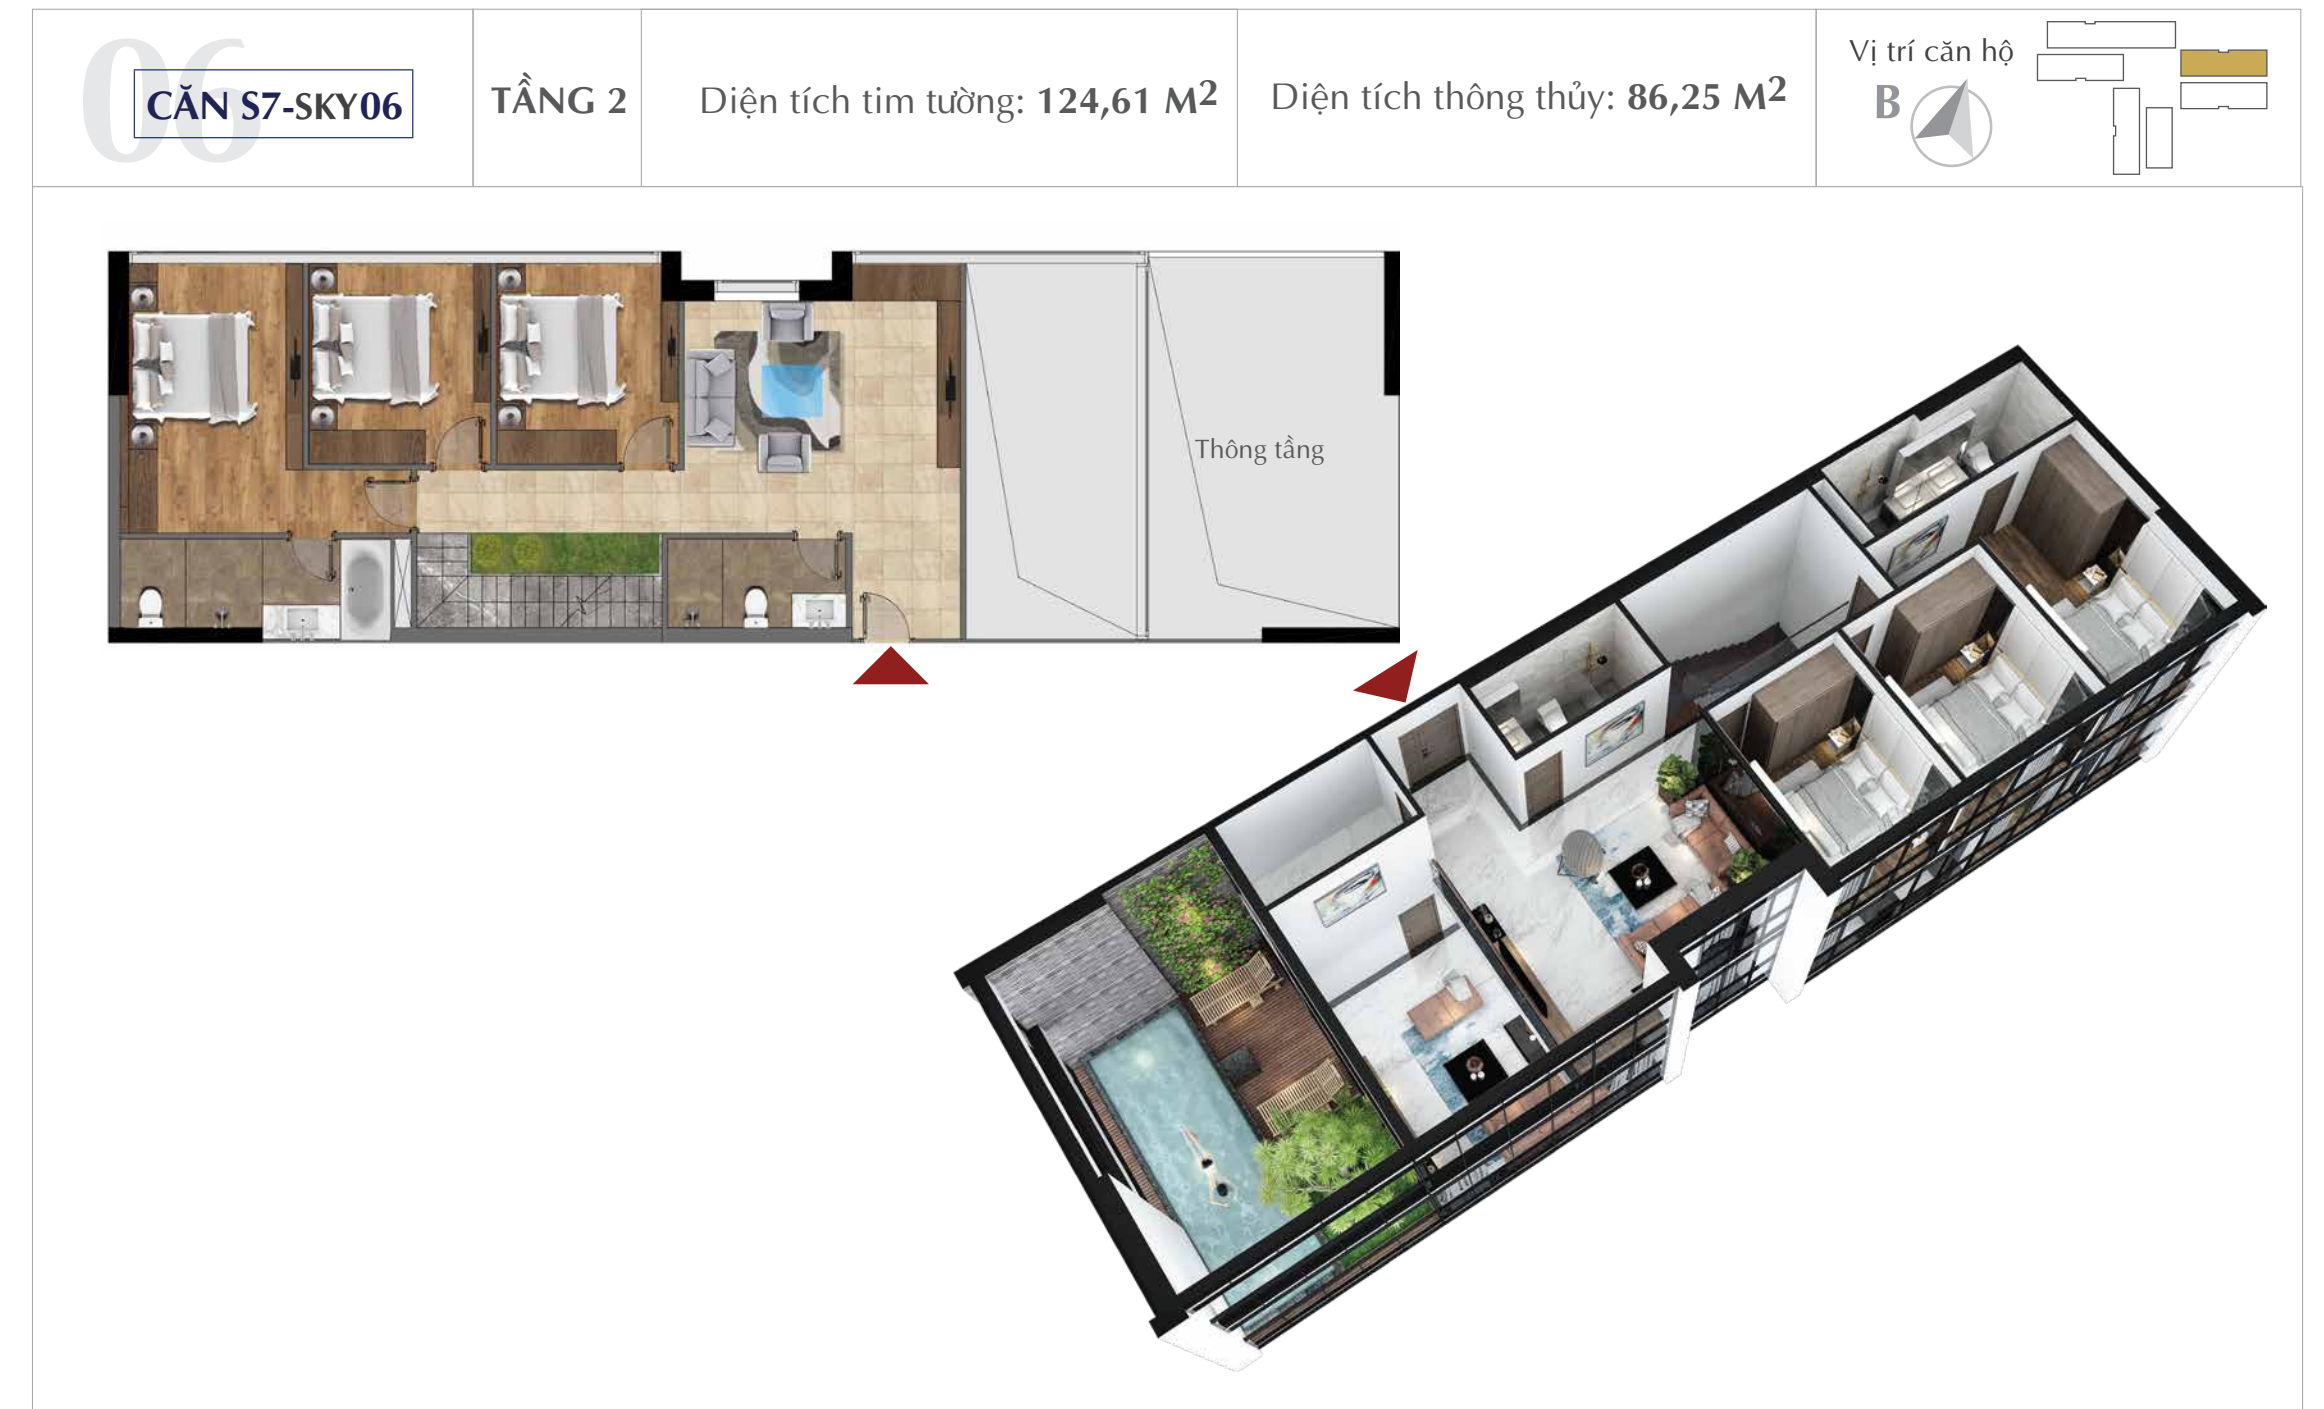 06
CĂN S7-SKY06
TẦNG 2
Diện tích tim tường: 124,61 M2
Diện tích thông thủy: 86,25 M2
Vị trí căn hộ
B
Thông tầng